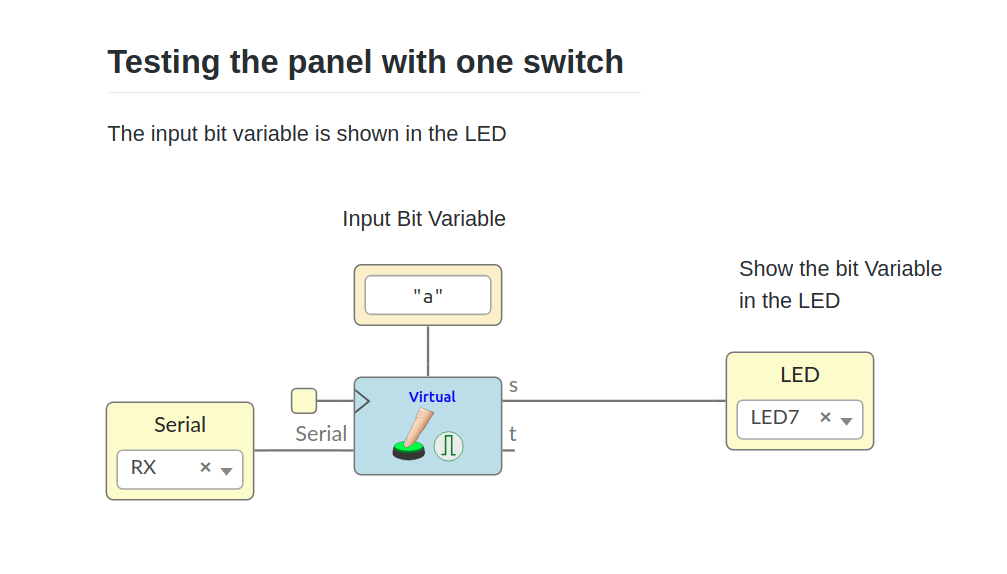 Testing the panel with one switch
The input bit variable is shown in the LED
Input Bit Variable
"a"
Show the bit Variable
in the LED
Virtual
s
LED
LED7 ×
Serial
Serial
t
RX ×